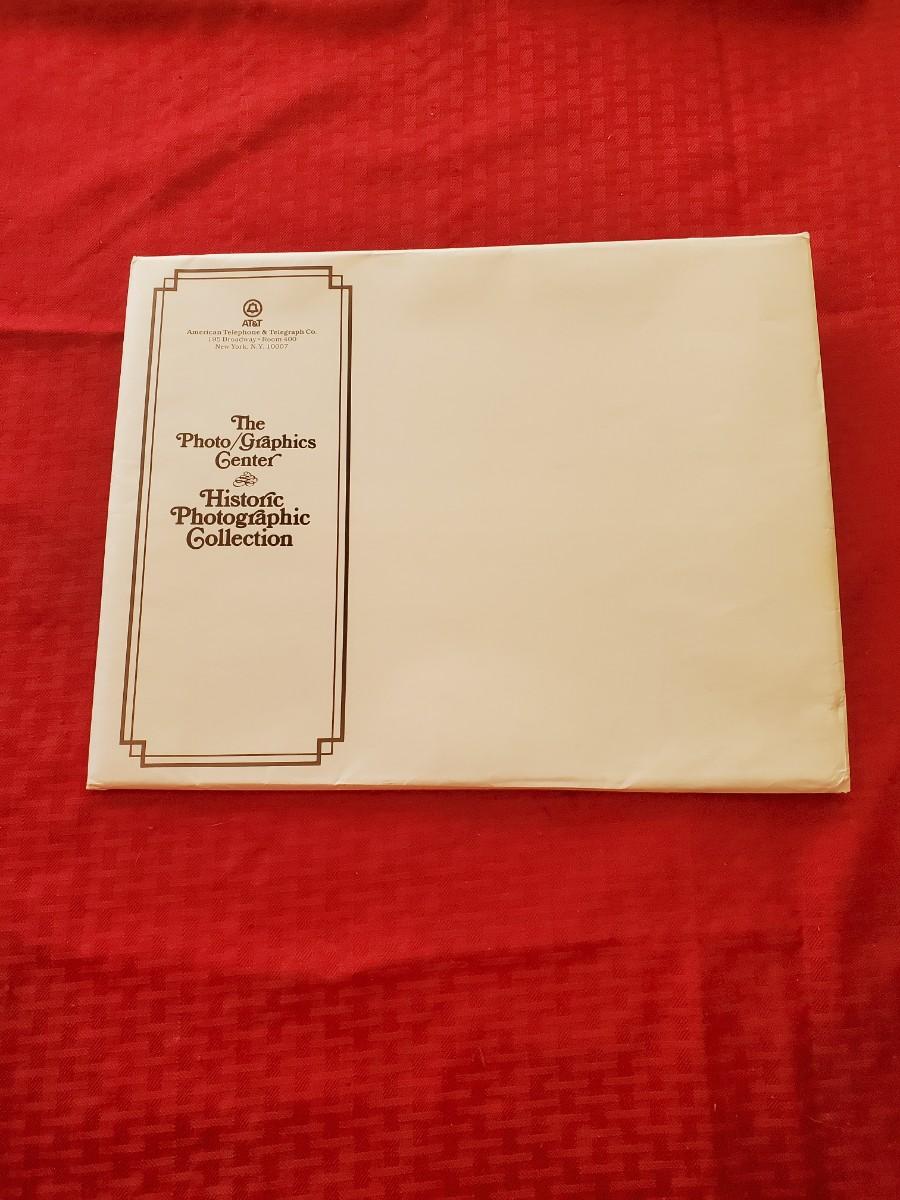 AT&T
American Telephone & Telegraph Co.
195 Broadway • Room 400
New York, N.Y. 10007
The
Photo/Graphics
Center
Historic
Photographic
Collection